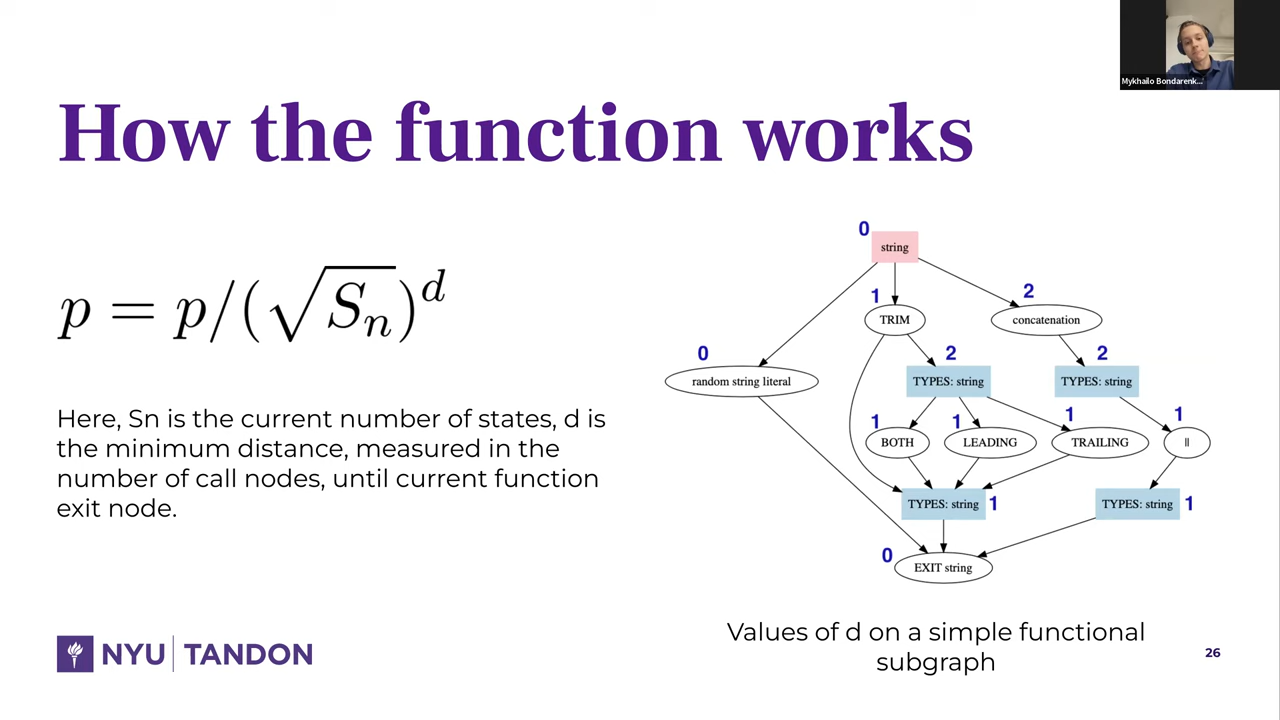 Mykhailo Bondarenk...
How the function works
p = p/(√Sn)^d
Here, Sn is the current number of states, d is
the minimum distance, measured in the
number of call nodes, until current function
exit node.
0
string
1
2
TRIM
concatenation
0
2
2
random string literal
TYPES: string
TYPES: string
1
1
1
1
BOTH
LEADING
TRAILING
||
TYPES: string
1
TYPES: string
1
0
EXIT string
Values of d on a simple functional
subgraph
NYU | TANDON
26